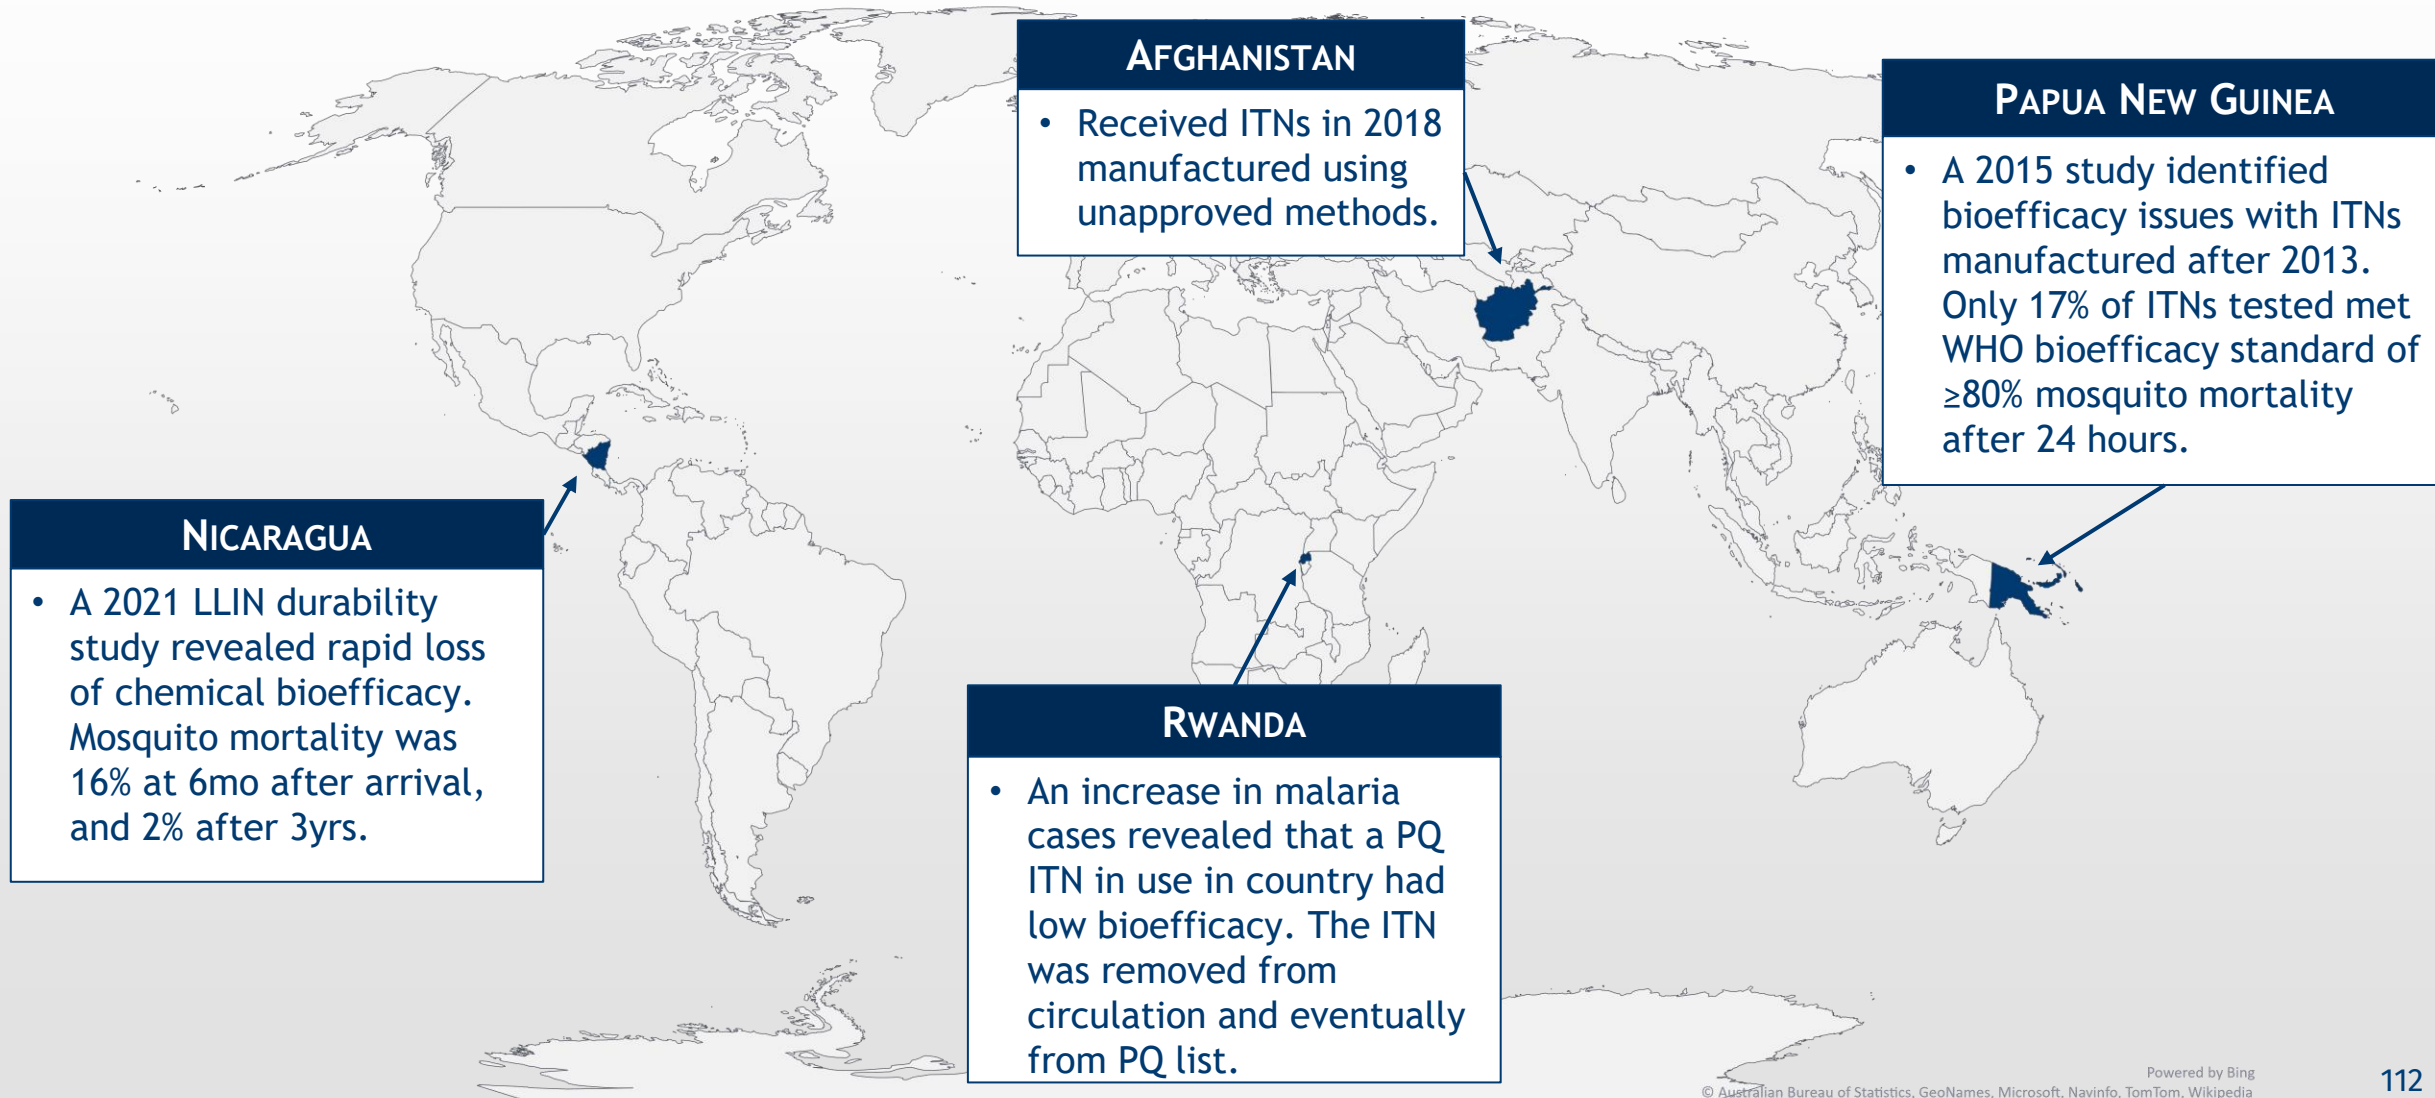 AFGHANISTAN
• Received ITNs in 2018
manufactured using
unapproved methods.
PAPUA NEW GUINEA
• A 2015 study identified
bioefficacy issues with ITNs
manufactured after 2013.
Only 17% of ITNs tested met
WHO bioefficacy standard of
≥80% mosquito mortality
after 24 hours.
NICARAGUA
• A 2021 LLIN durability
study revealed rapid loss
of chemical bioefficacy.
Mosquito mortality was
16% at 6mo after arrival,
and 2% after 3yrs.
RWANDA
• An increase in malaria
cases revealed that a PQ
ITN in use in country had
low bioefficacy. The ITN
was removed from
circulation and eventually
from PQ list.
Powered by Bing
© Australian Bureau of Statistics, GeoNames, Microsoft, Navinfo, TomTom, Wikipedia
112